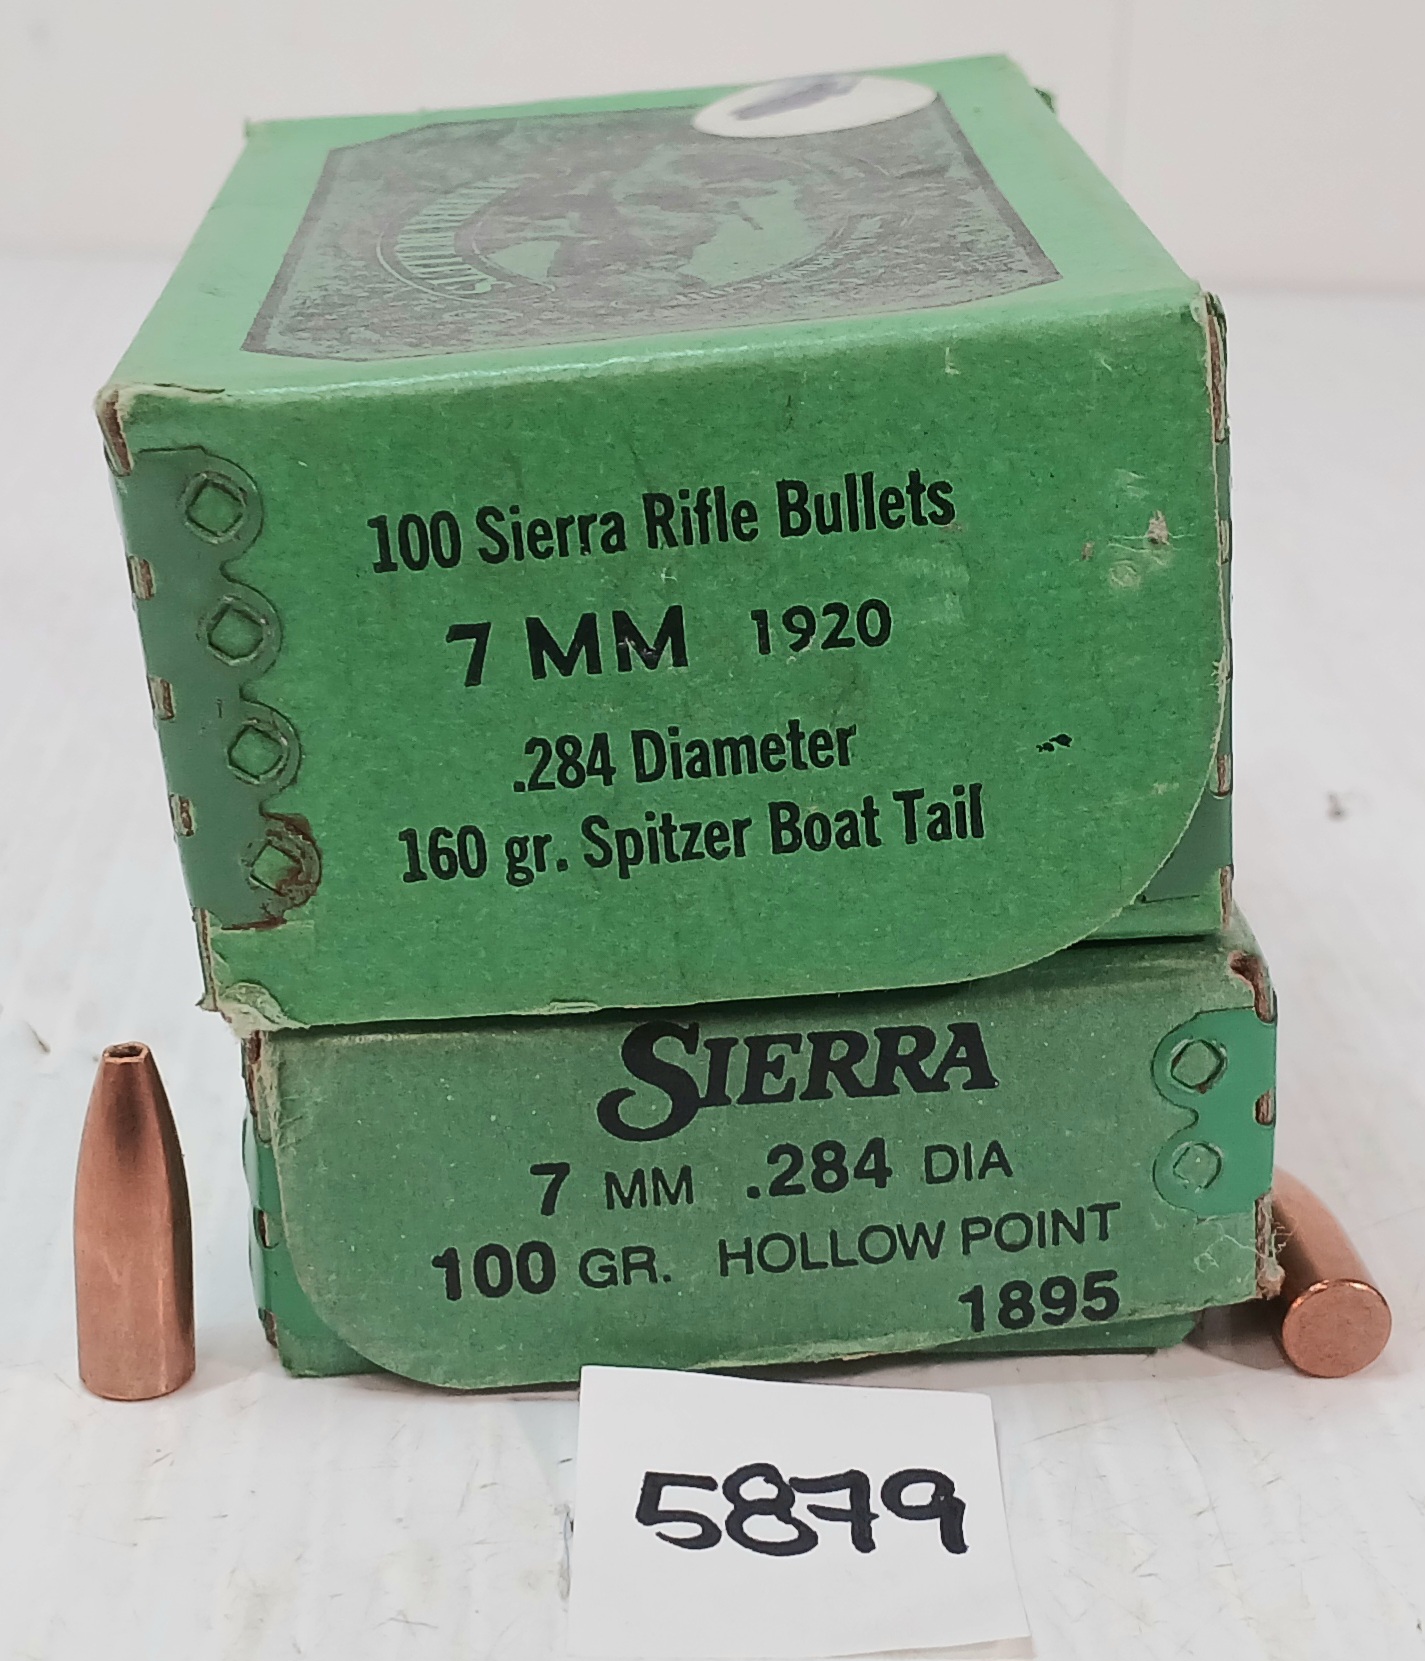 100 Sierra Rifle Bullets
7 MM 1920
.284 Diameter
160 gr. Spitzer Boat Tail
SIERRA
7 MM .284 DIA
100 GR. HOLLOW POINT
1895
5879